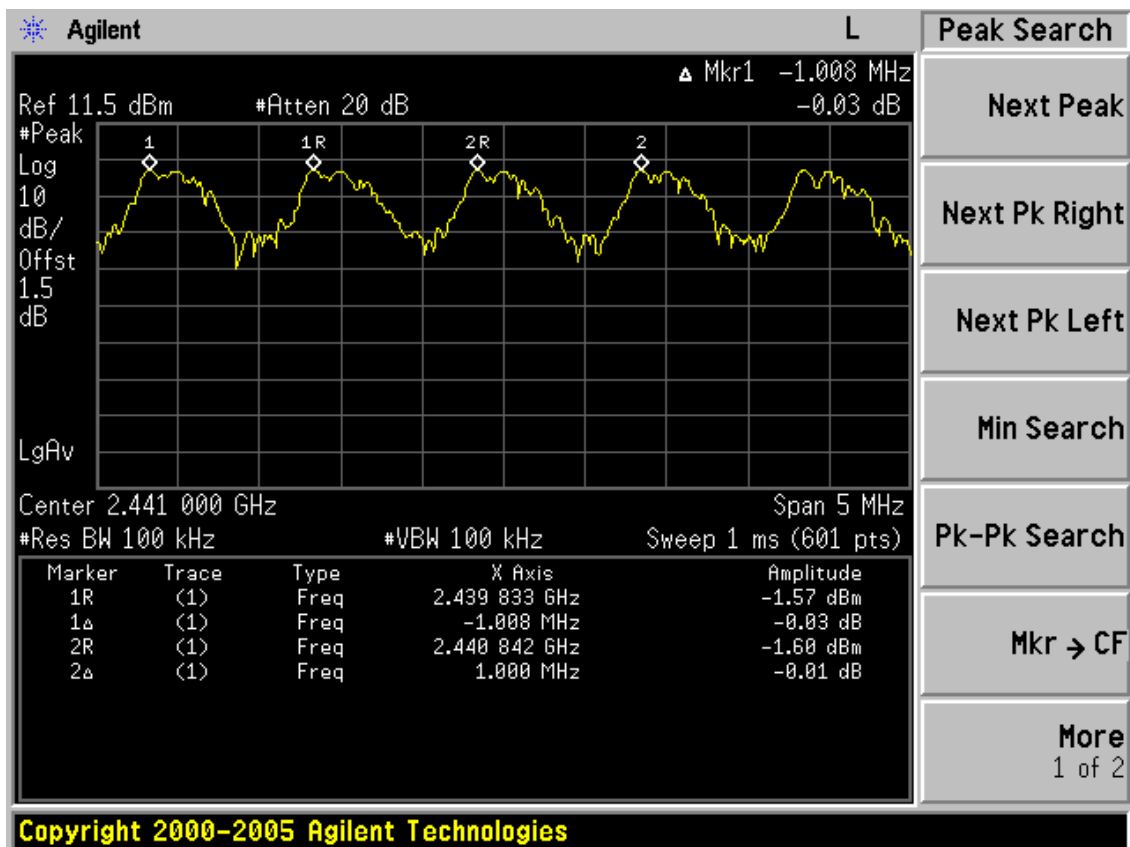 Agilent L Peak Search
Δ Mkr1 -1.008 MHz
Ref 11.5 dBm #Atten 20 dB -0.03 dB
#Peak
Log
10
dB/
Offst
1.5
dB
LgAv
1 1R 2R 2
Center 2.441 000 GHz Span 5 MHz
#Res BW 100 kHz #VBW 100 kHz Sweep 1 ms (601 pts)
Marker Trace Type X Axis Amplitude
1R (1) Freq 2.439 833 GHz -1.57 dBm
1Δ (1) Freq -1.008 MHz -0.03 dB
2R (1) Freq 2.440 842 GHz -1.60 dBm
2Δ (1) Freq 1.000 MHz -0.01 dB
Next Peak
Next Pk Right
Next Pk Left
Min Search
Pk-Pk Search
Mkr → CF
More
1 of 2
Copyright 2000-2005 Agilent Technologies